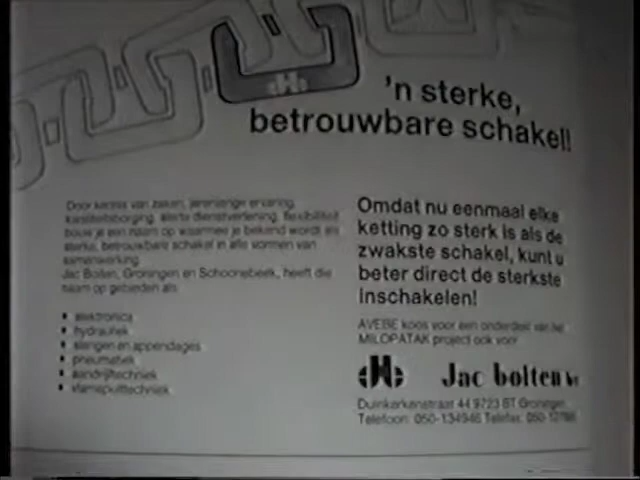 'n sterke,
betrouwbare schakel!
Door kennis van zaken, jarenlange ervaring,
kwaliteitsborging, alerte dienstverlening, flexibiliteit
bouw je een naam op waarmee je bekend wordt als
sterke, betrouwbare schakel in alle vormen van
samenwerking.
Jac Bolten, Groningen en Schoonebeek, heeft die
naam op gebieden als:
• elektronica
• hydrauliek
• slangen en appendages
• pneumatiek
• aandrijftechniek
• vlamspuittechniek
Omdat nu eenmaal elke
ketting zo sterk is als de
zwakste schakel, kunt u
beter direct de sterkste
inschakelen!
AVEBE koos voor een onderdeel van het
MILOPATAK project ook voor
Jac bolten bv
Duinkerkenstraat 44 9723 BT Groningen
Telefoon: 050-134946 Telefax: 050-